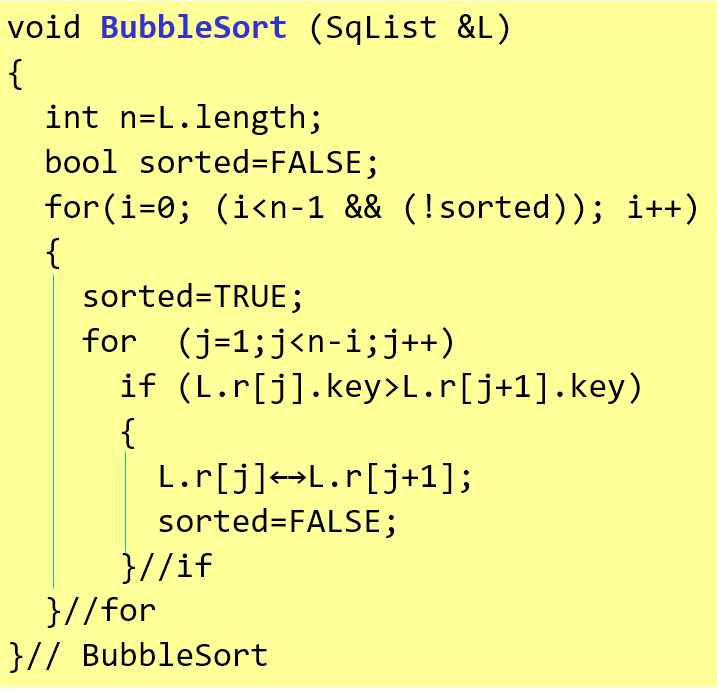 void BubbleSort (SqList &L)
{
  int n=L.length;
  bool sorted=FALSE;
  for(i=0; (i<n-1 && (!sorted)); i++)
  {
    sorted=TRUE;
    for  (j=1;j<n-i;j++)
      if (L.r[j].key>L.r[j+1].key)
      {
        L.r[j]↔L.r[j+1];
        sorted=FALSE;
      }//if
  }//for
}// BubbleSort